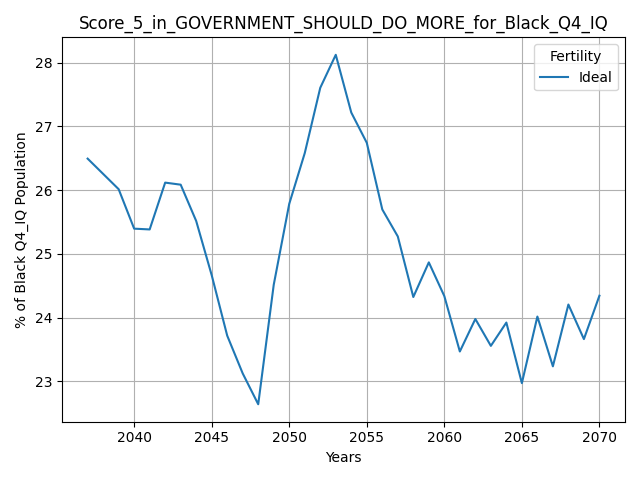 Score_5_in_GOVERNMENT_SHOULD_DO_MORE_for_Black_Q4_IQ
Fertility
Ideal
% of Black Q4_IQ Population
28
27
26
25
24
23
2040 2045 2050 2055 2060 2065 2070
Years